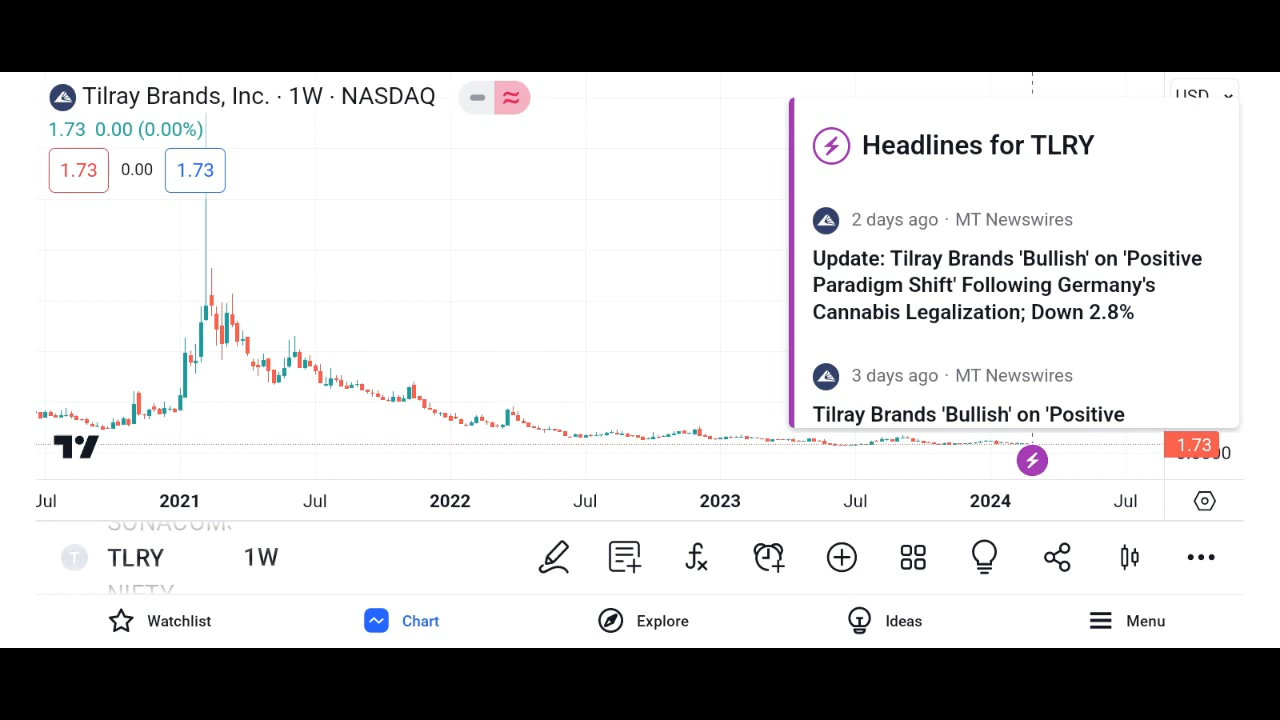 Tilray Brands, Inc. · 1W · NASDAQ
1.73 0.00 (0.00%)
1.73 0.00 1.73
USD
Headlines for TLRY
2 days ago · MT Newswires
Update: Tilray Brands 'Bullish' on 'Positive
Paradigm Shift' Following Germany's
Cannabis Legalization; Down 2.8%
3 days ago · MT Newswires
Tilray Brands 'Bullish' on 'Positive
1.73
Jul 2021 Jul 2022 Jul 2023 Jul 2024 Jul
T TLRY 1W
NIFTY
Watchlist Chart Explore Ideas Menu